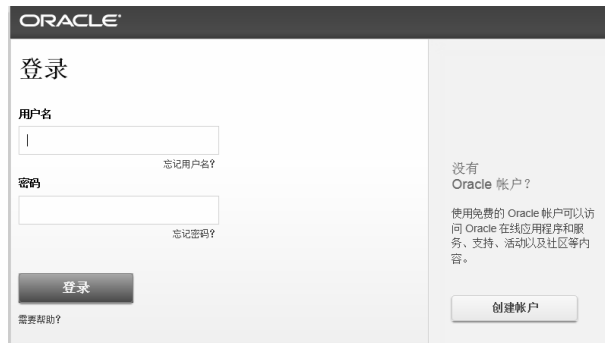 ORACLE
登录
用户名
忘记用户名?
密码
忘记密码?
登录
需要帮助?
没有
Oracle 帐户?
使用免费的 Oracle 帐户可以访
问 Oracle 在线应用程序和服
务、支持、活动以及社区等内
容。
创建帐户